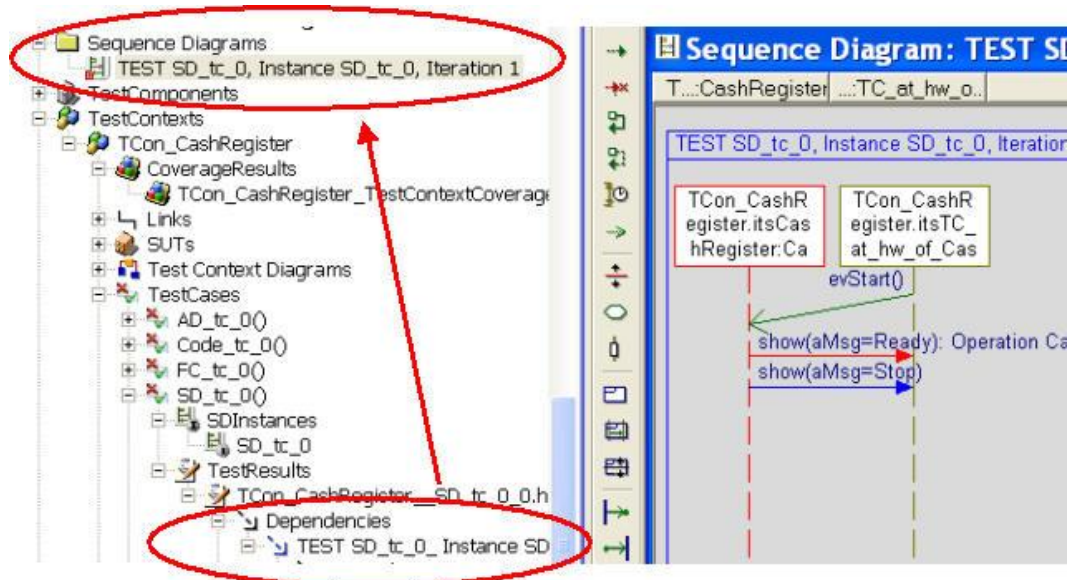 Sequence Diagrams
TEST SD_tc_0, Instance SD_tc_0, Iteration 1
TestComponents
TestContexts
TCon_CashRegister
CoverageResults
TCon_CashRegister_TestContextCoverage
Links
SUTs
Test Context Diagrams
TestCases
AD_tc_0()
Code_tc_0()
FC_tc_0()
SD_tc_0()
SDInstances
SD_tc_0
TestResults
TCon_CashRegister__SD_tc_0_0.h
Dependencies
TEST SD_tc_0_ Instance SD
Sequence Diagram: TEST SD
T...:CashRegister ...:TC_at_hw_o..
TEST SD_tc_0, Instance SD_tc_0, Iteration
TCon_CashR
egister.itsCas
hRegister:Ca
TCon_CashR
egister.itsTC_
at_hw_of_Cas
evStart()
show(aMsg=Ready): Operation Ca
show(aMsg=Stop)